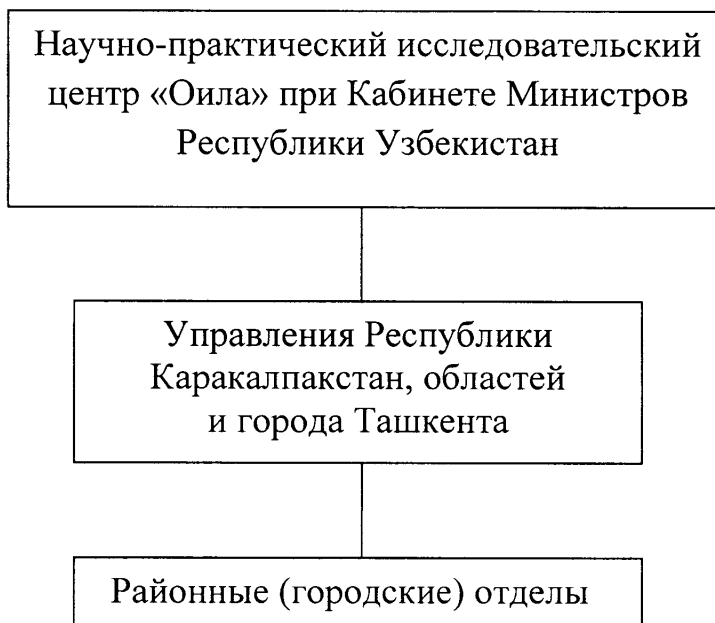 Научно-практический исследовательский
центр «Оила» при Кабинете Министров
Республики Узбекистан
Управления Республики
Каракалпакстан, областей
и города Ташкента
Районные (городские) отделы